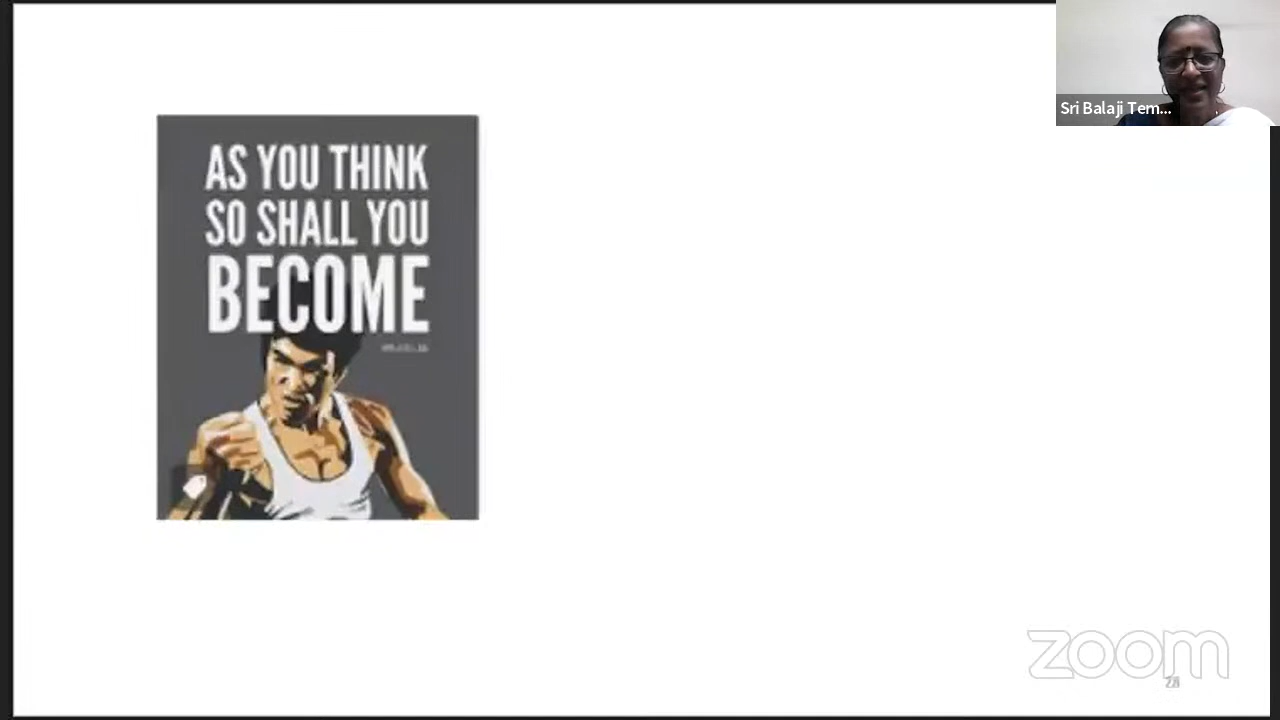 Sri Balaji Tem...
AS YOU THINK
SO SHALL YOU
BECOME
zoom